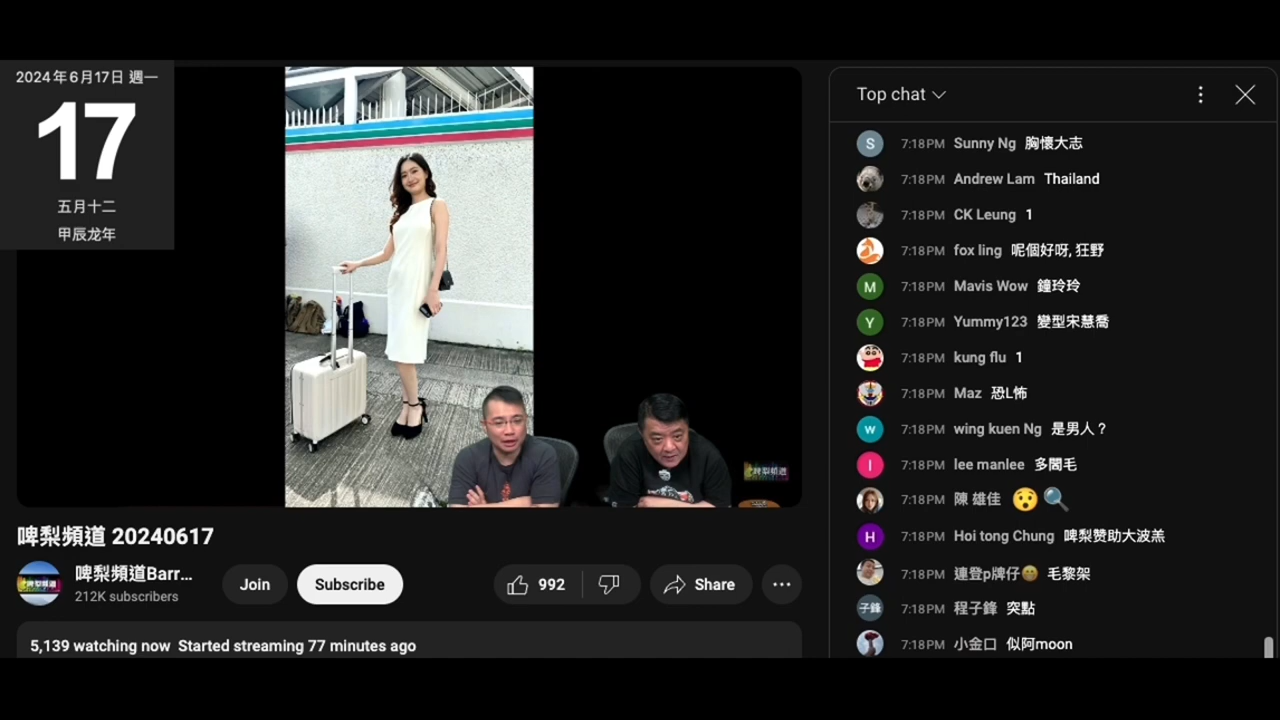 2024年6月17日 週一
17
五月十二
甲辰龙年
啤梨頻道
啤梨頻道 20240617
啤梨頻道Barr...
212K subscribers
Join
Subscribe
992
Share
5,139 watching now Started streaming 77 minutes ago
Top chat
S 7:18PM Sunny Ng 胸懷大志
7:18PM Andrew Lam Thailand
7:18PM CK Leung 1
7:18PM fox ling 呢個好呀, 狂野
M 7:18PM Mavis Wow 鐘玲玲
Y 7:18PM Yummy123 變型宋慧喬
7:18PM kung flu 1
7:18PM Maz 恐L怖
w 7:18PM wing kuen Ng 是男人？
l 7:18PM lee manlee 多閪毛
7:18PM 陳 雄佳 😯🔍
H 7:18PM Hoi tong Chung 啤梨赞助大波羔
7:18PM 連登p牌仔😁 毛黎架
子鋒 7:18PM 程子鋒 突點
7:18PM 小金口 似阿moon